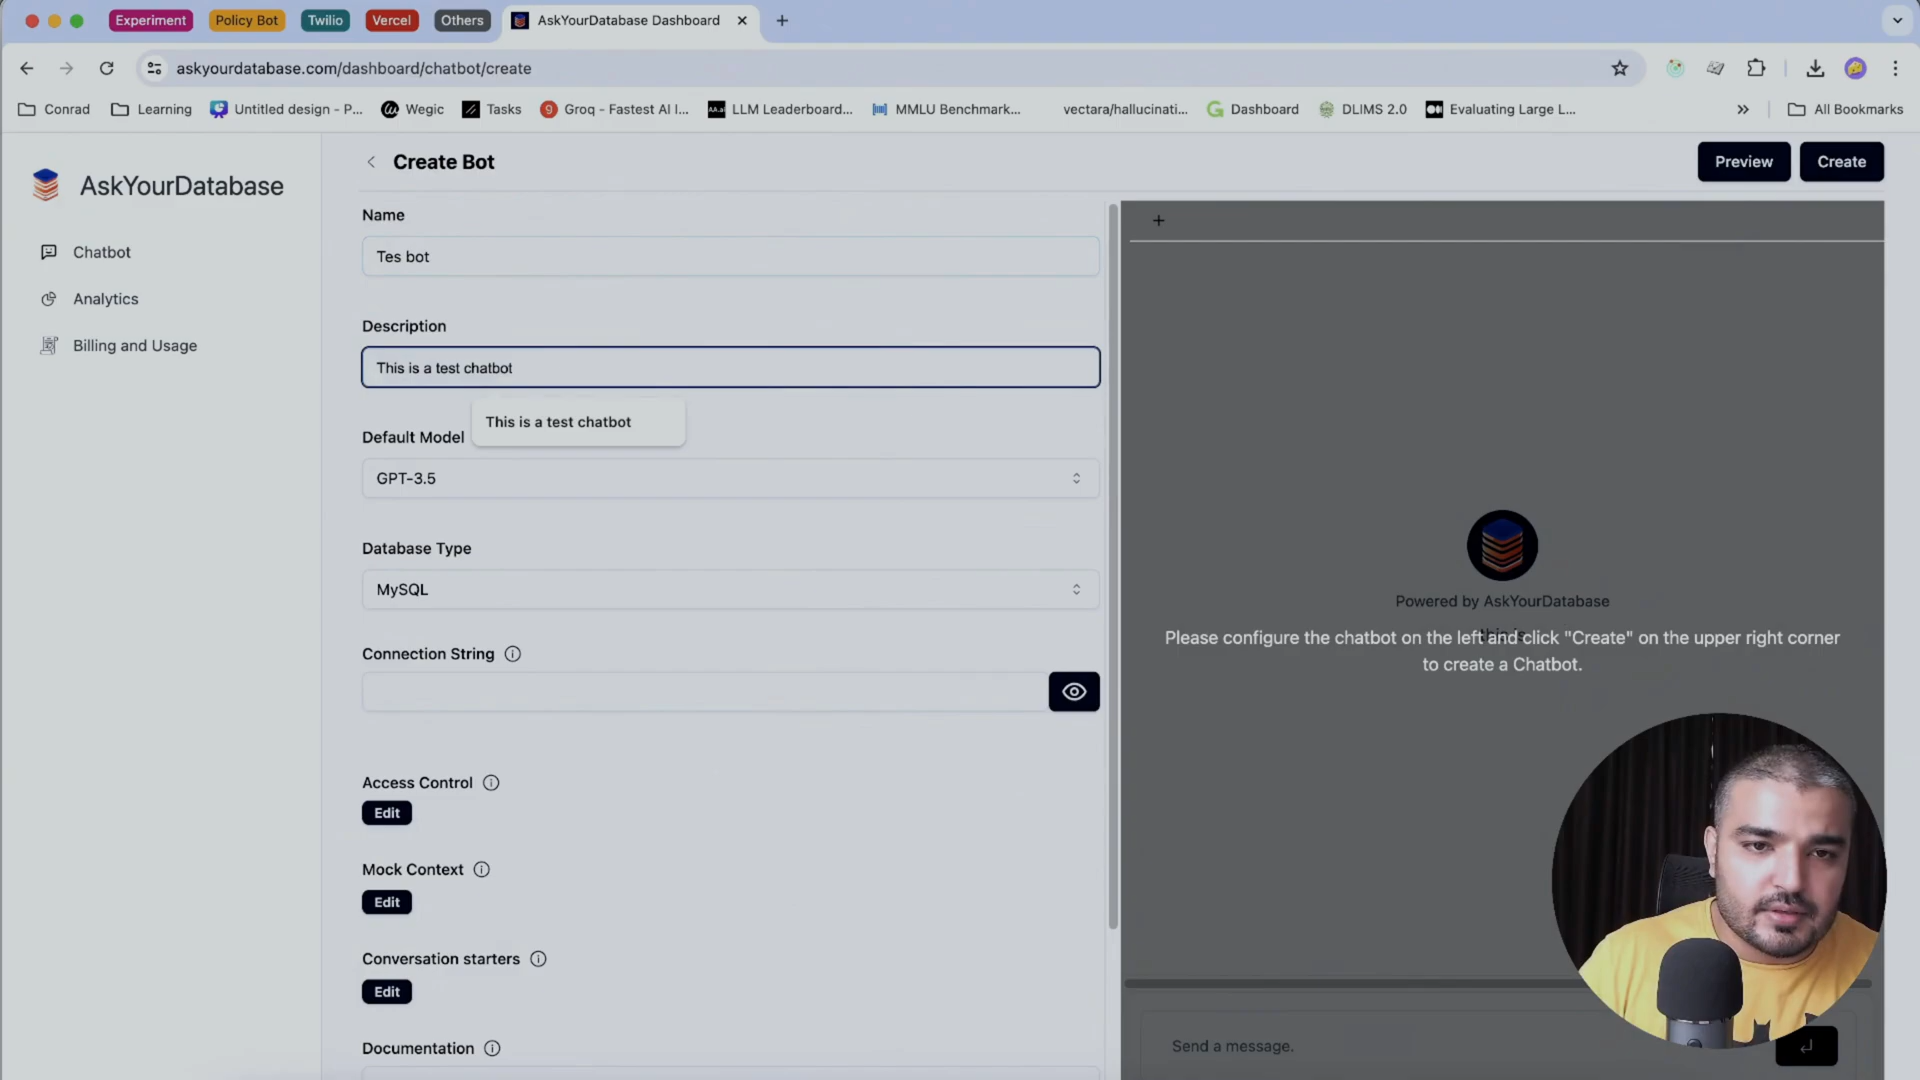 Experiment
Policy Bot
Twilio
Vercel
Others
AskYourDatabase Dashboard
askyourdatabase.com/dashboard/chatbot/create
Conrad
Learning
Untitled design - P...
Wegic
Tasks
Groq - Fastest AI I...
LLM Leaderboard...
MMLU Benchmark...
vectara/hallucinati...
Dashboard
DLIMS 2.0
Evaluating Large L...
All Bookmarks
AskYourDatabase
Chatbot
Analytics
Billing and Usage
Create Bot
Preview
Create
Name
Tes bot
Description
This is a test chatbot
This is a test chatbot
Default Model
GPT-3.5
Database Type
MySQL
Connection String
Access Control
Edit
Mock Context
Edit
Conversation starters
Edit
Documentation
Powered by AskYourDatabase
Please configure the chatbot on the left and click "Create" on the upper right corner
to create a Chatbot.
Send a message.